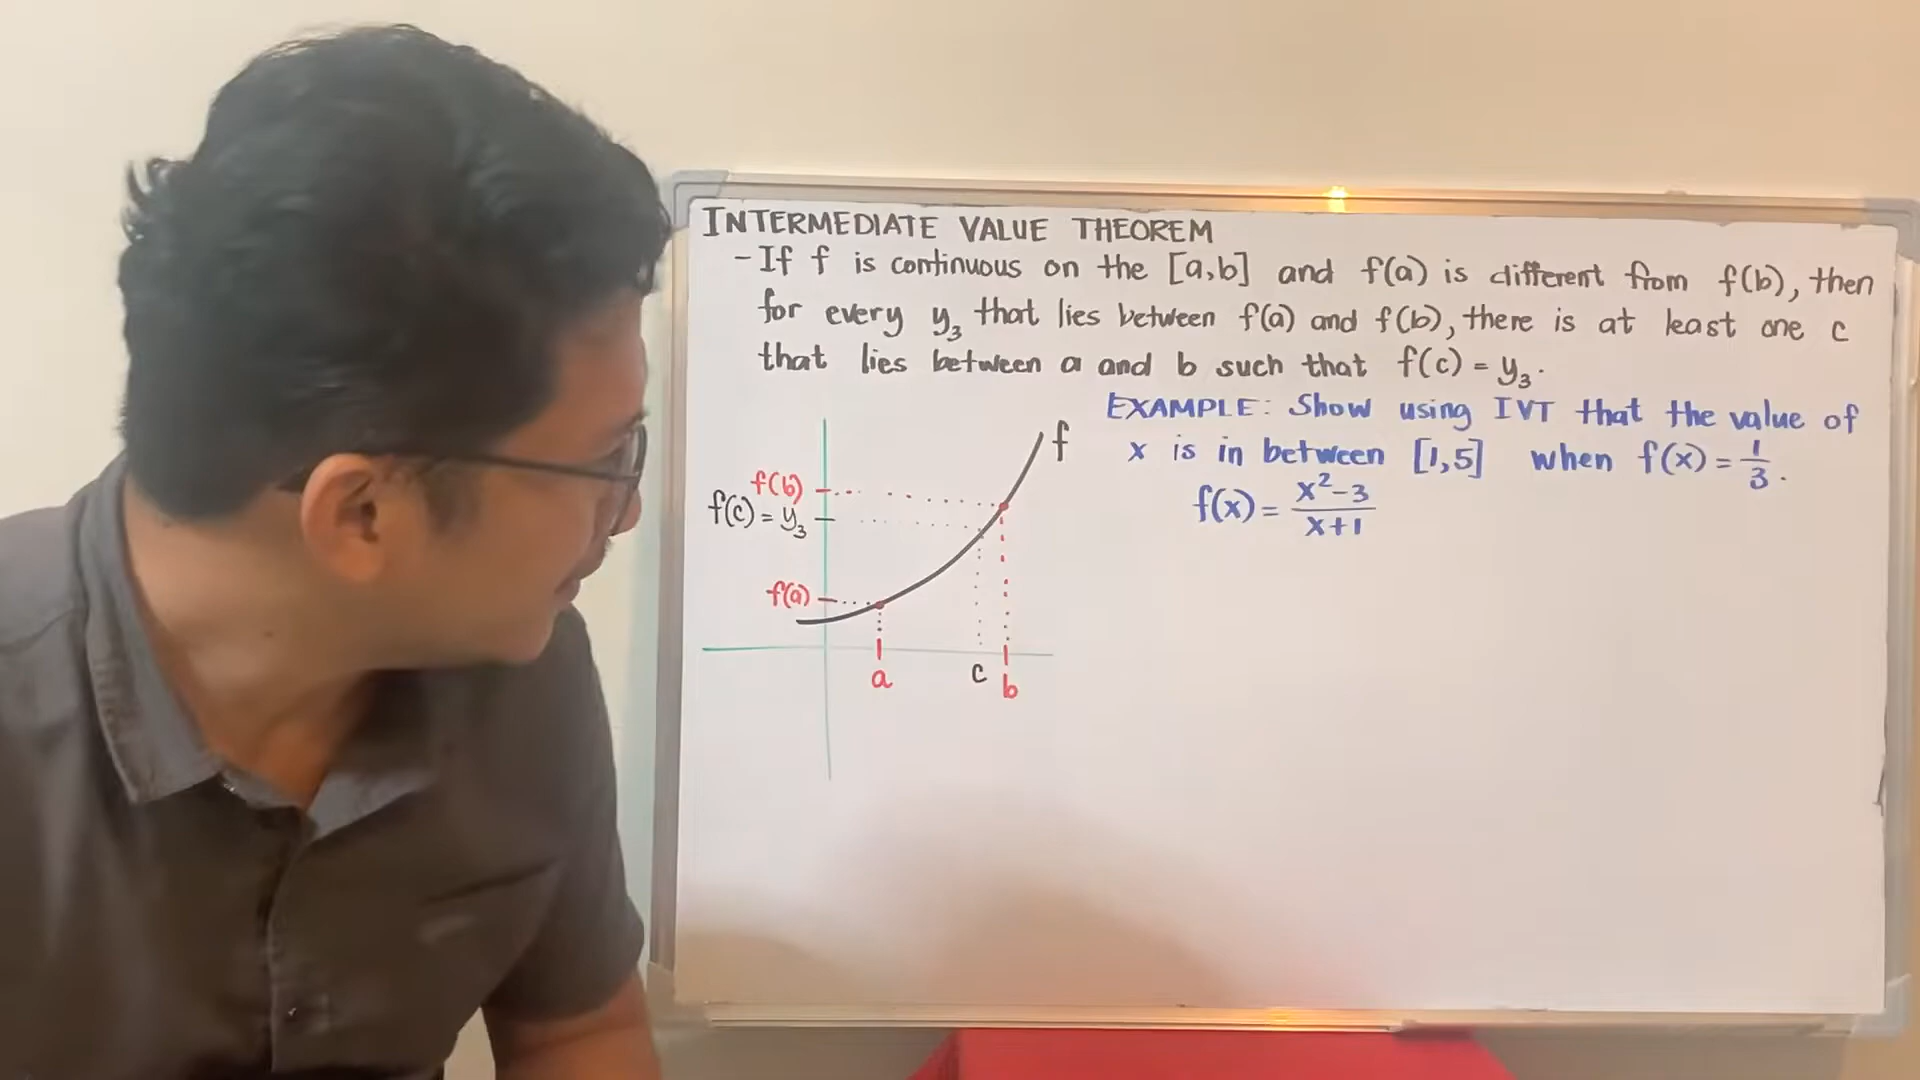 INTERMEDIATE VALUE THEOREM
- If f is continuous on the [a,b] and f(a) is different from f(b), then
for every y₃ that lies between f(a) and f(b), there is at least one c
that lies between a and b such that f(c) = y₃.
EXAMPLE: Show using IVT that the value of
x is in between [1,5] when f(x) = 1/3.
f(x) = (x²-3)/(x+1)
f
f(b)
f(c) = y₃
f(a)
a
c
b